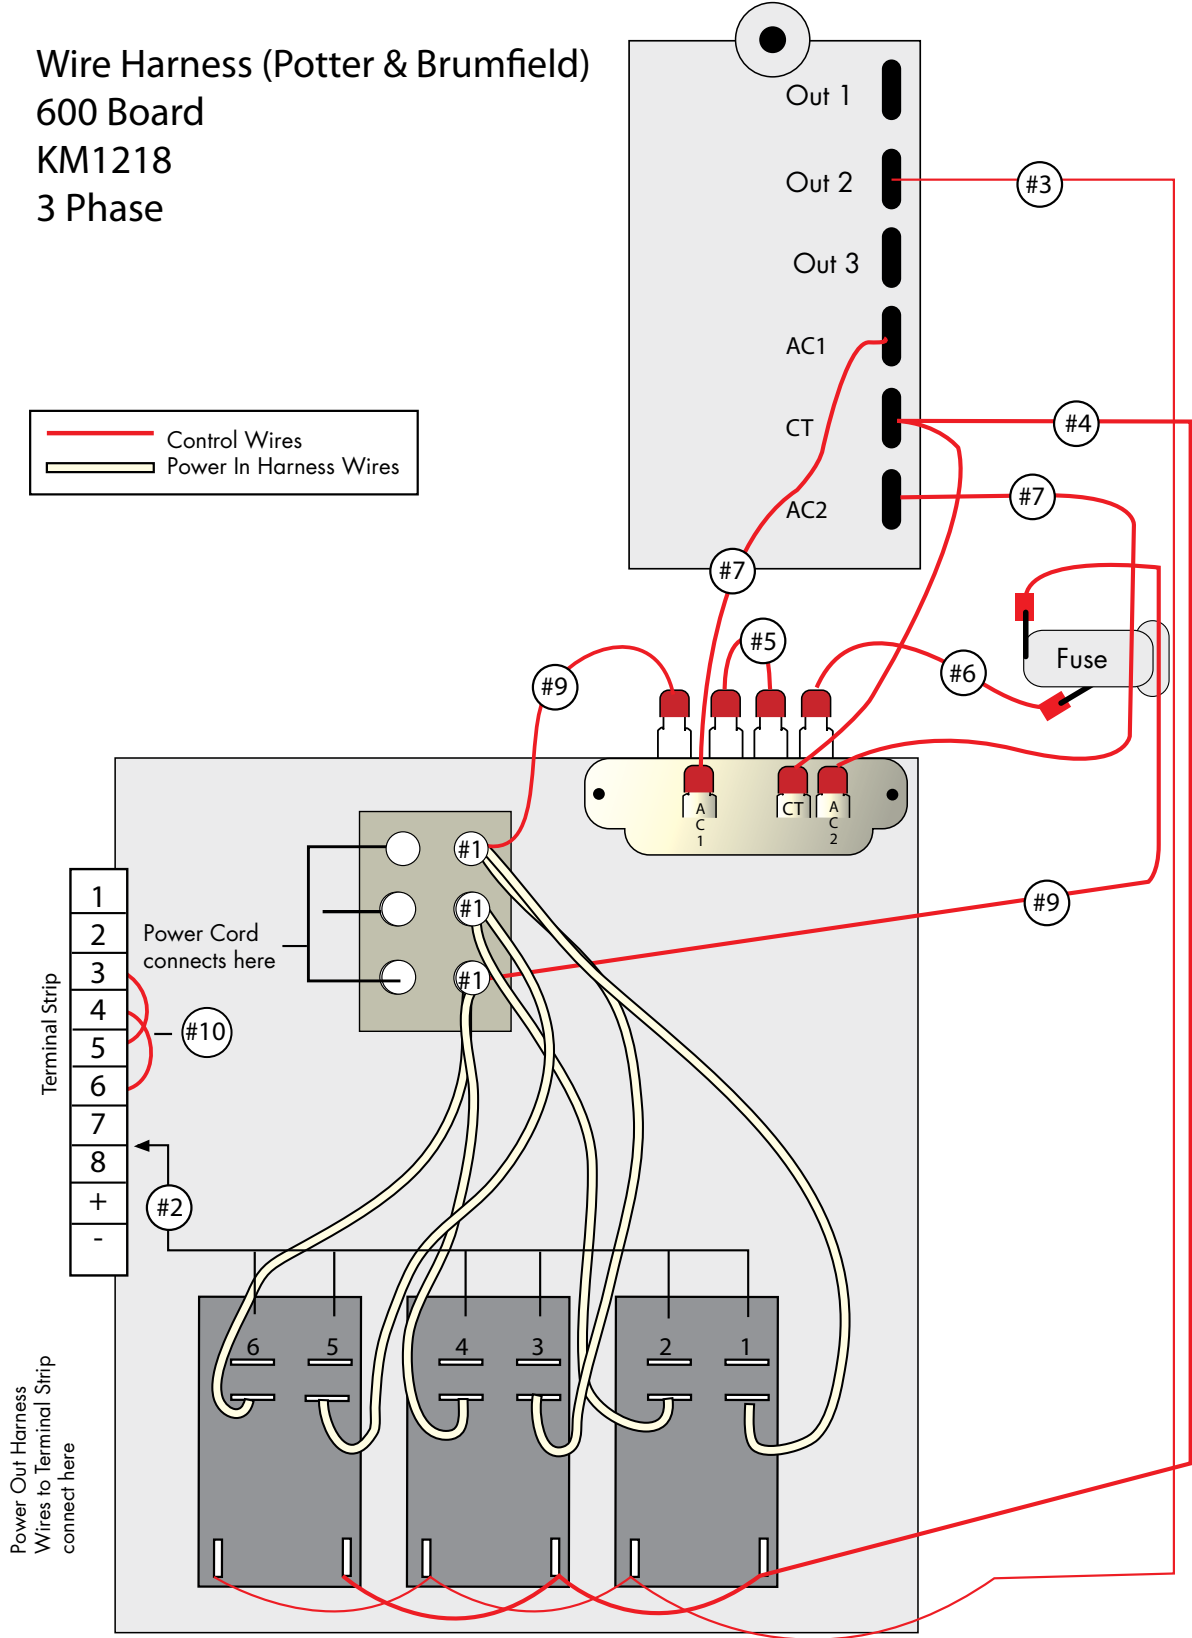 Wire Harness (Potter & Brumfield)
600 Board
KM1218
3 Phase
Out 1
Out 2
#3
Out 3
AC1
Control Wires
Power In Harness Wires
CT
#4
AC2
#7
#7
#5
Fuse
#6
#9
AC1
CT
AC2
#1
#1
#1
#9
Power Cord
connects here
Terminal Strip
1
2
3
4
5
6
7
8
+
-
#10
#2
6
5
4
3
2
1
Power Out Harness
Wires to Terminal Strip
connect here